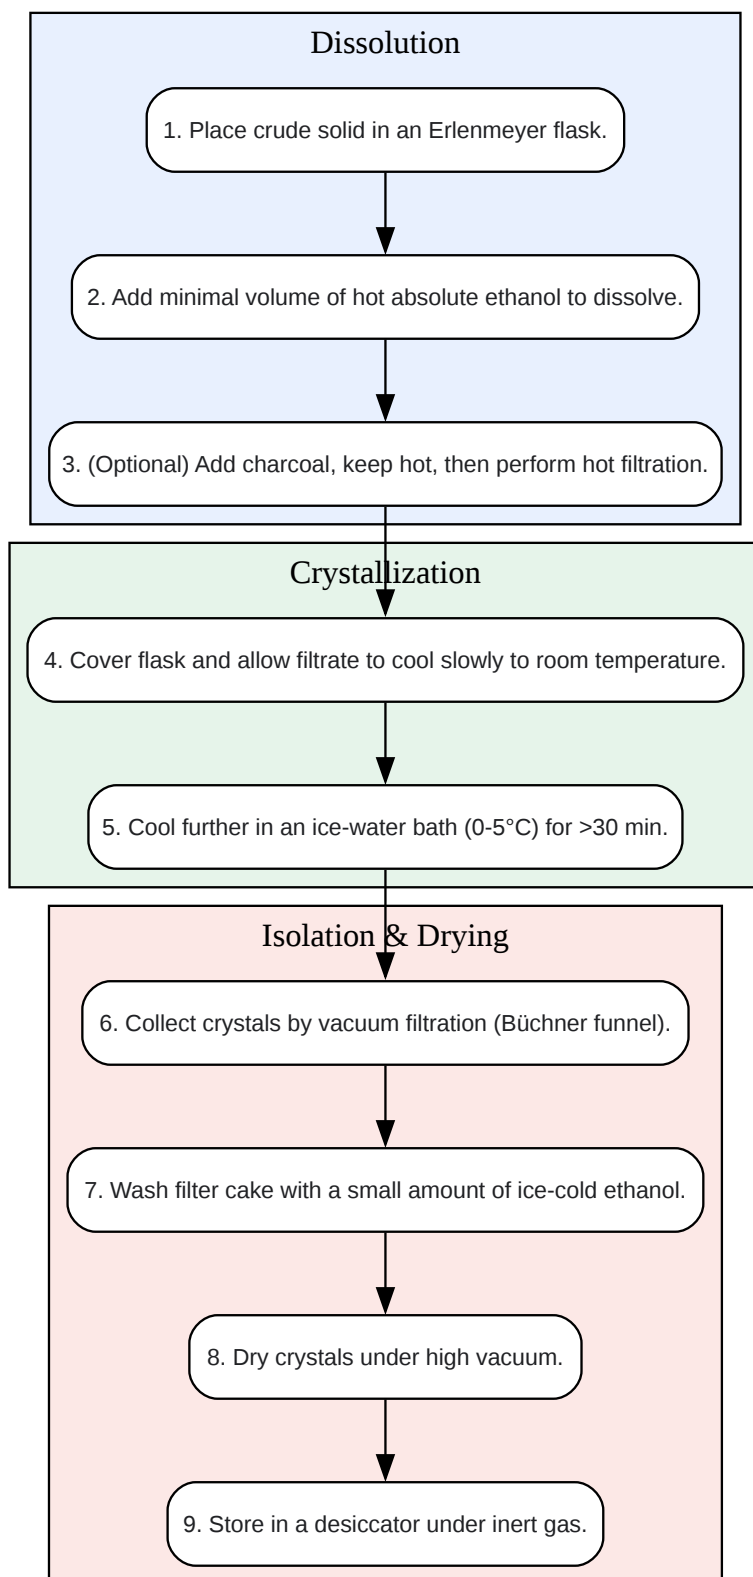 Dissolution
1. Place crude solid in an Erlenmeyer flask.
2. Add minimal volume of hot absolute ethanol to dissolve.
3. (Optional) Add charcoal, keep hot, then perform hot filtration.
Crystallization
4. Cover flask and allow filtrate to cool slowly to room temperature.
5. Cool further in an ice-water bath (0-5°C) for >30 min.
Isolation & Drying
6. Collect crystals by vacuum filtration (Büchner funnel).
7. Wash filter cake with a small amount of ice-cold ethanol.
8. Dry crystals under high vacuum.
9. Store in a desiccator under inert gas.